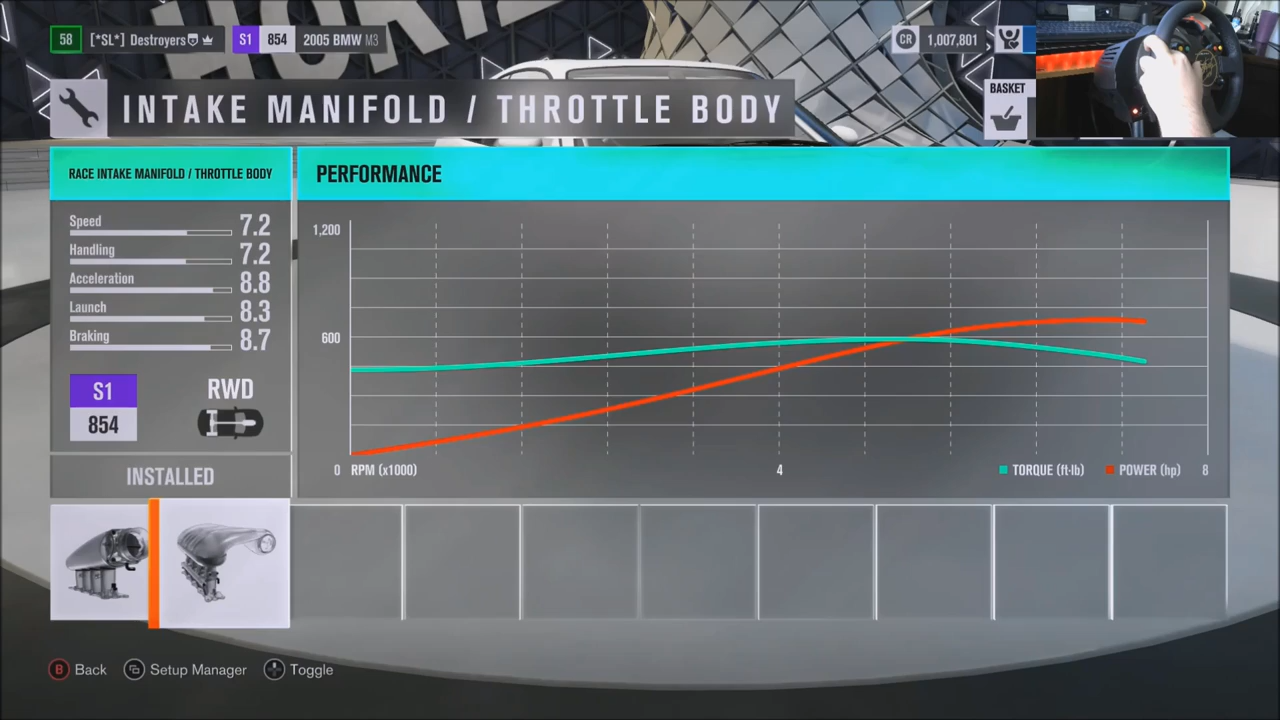 58 [*SL*] Destroyers S1 854 2005 BMW M3
CR 1,007,801
INTAKE MANIFOLD / THROTTLE BODY
BASKET
RACE INTAKE MANIFOLD / THROTTLE BODY
PERFORMANCE
Speed 7.2
Handling 7.2
Acceleration 8.8
Launch 8.3
Braking 8.7
S1
854
RWD
INSTALLED
1,200
600
0 RPM (x1000) 4 8
TORQUE (ft·lb) POWER (hp)
B Back Setup Manager Toggle